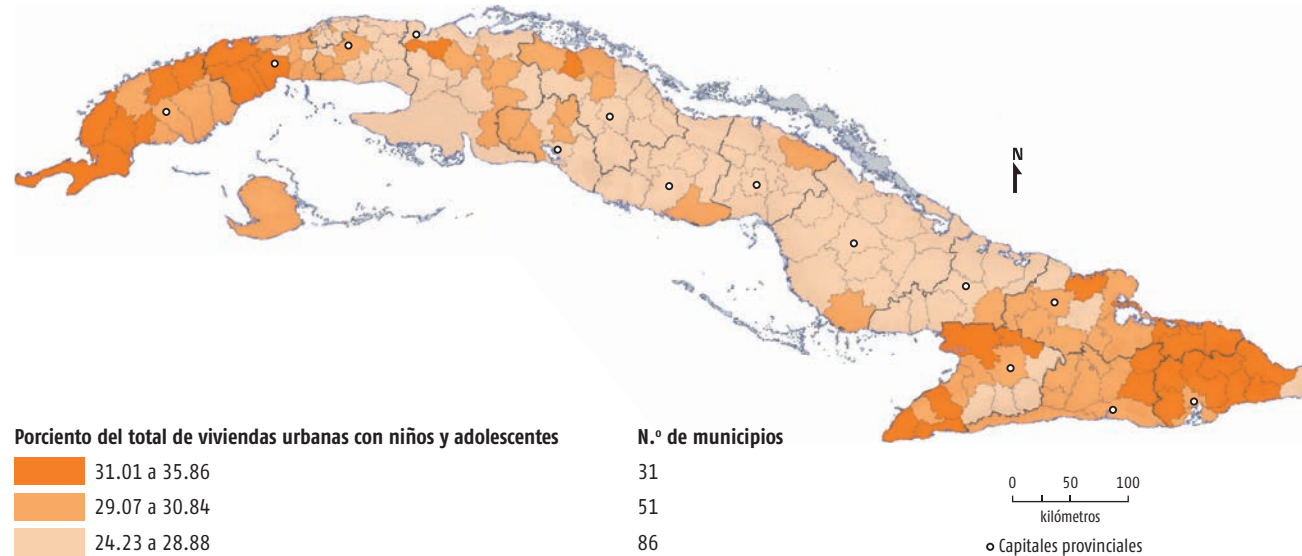 N
Porciento del total de viviendas urbanas con niños y adolescentes
N.º de municipios
31.01 a 35.86
31
29.07 a 30.84
51
24.23 a 28.88
86
0 50 100
kilómetros
Capitales provinciales